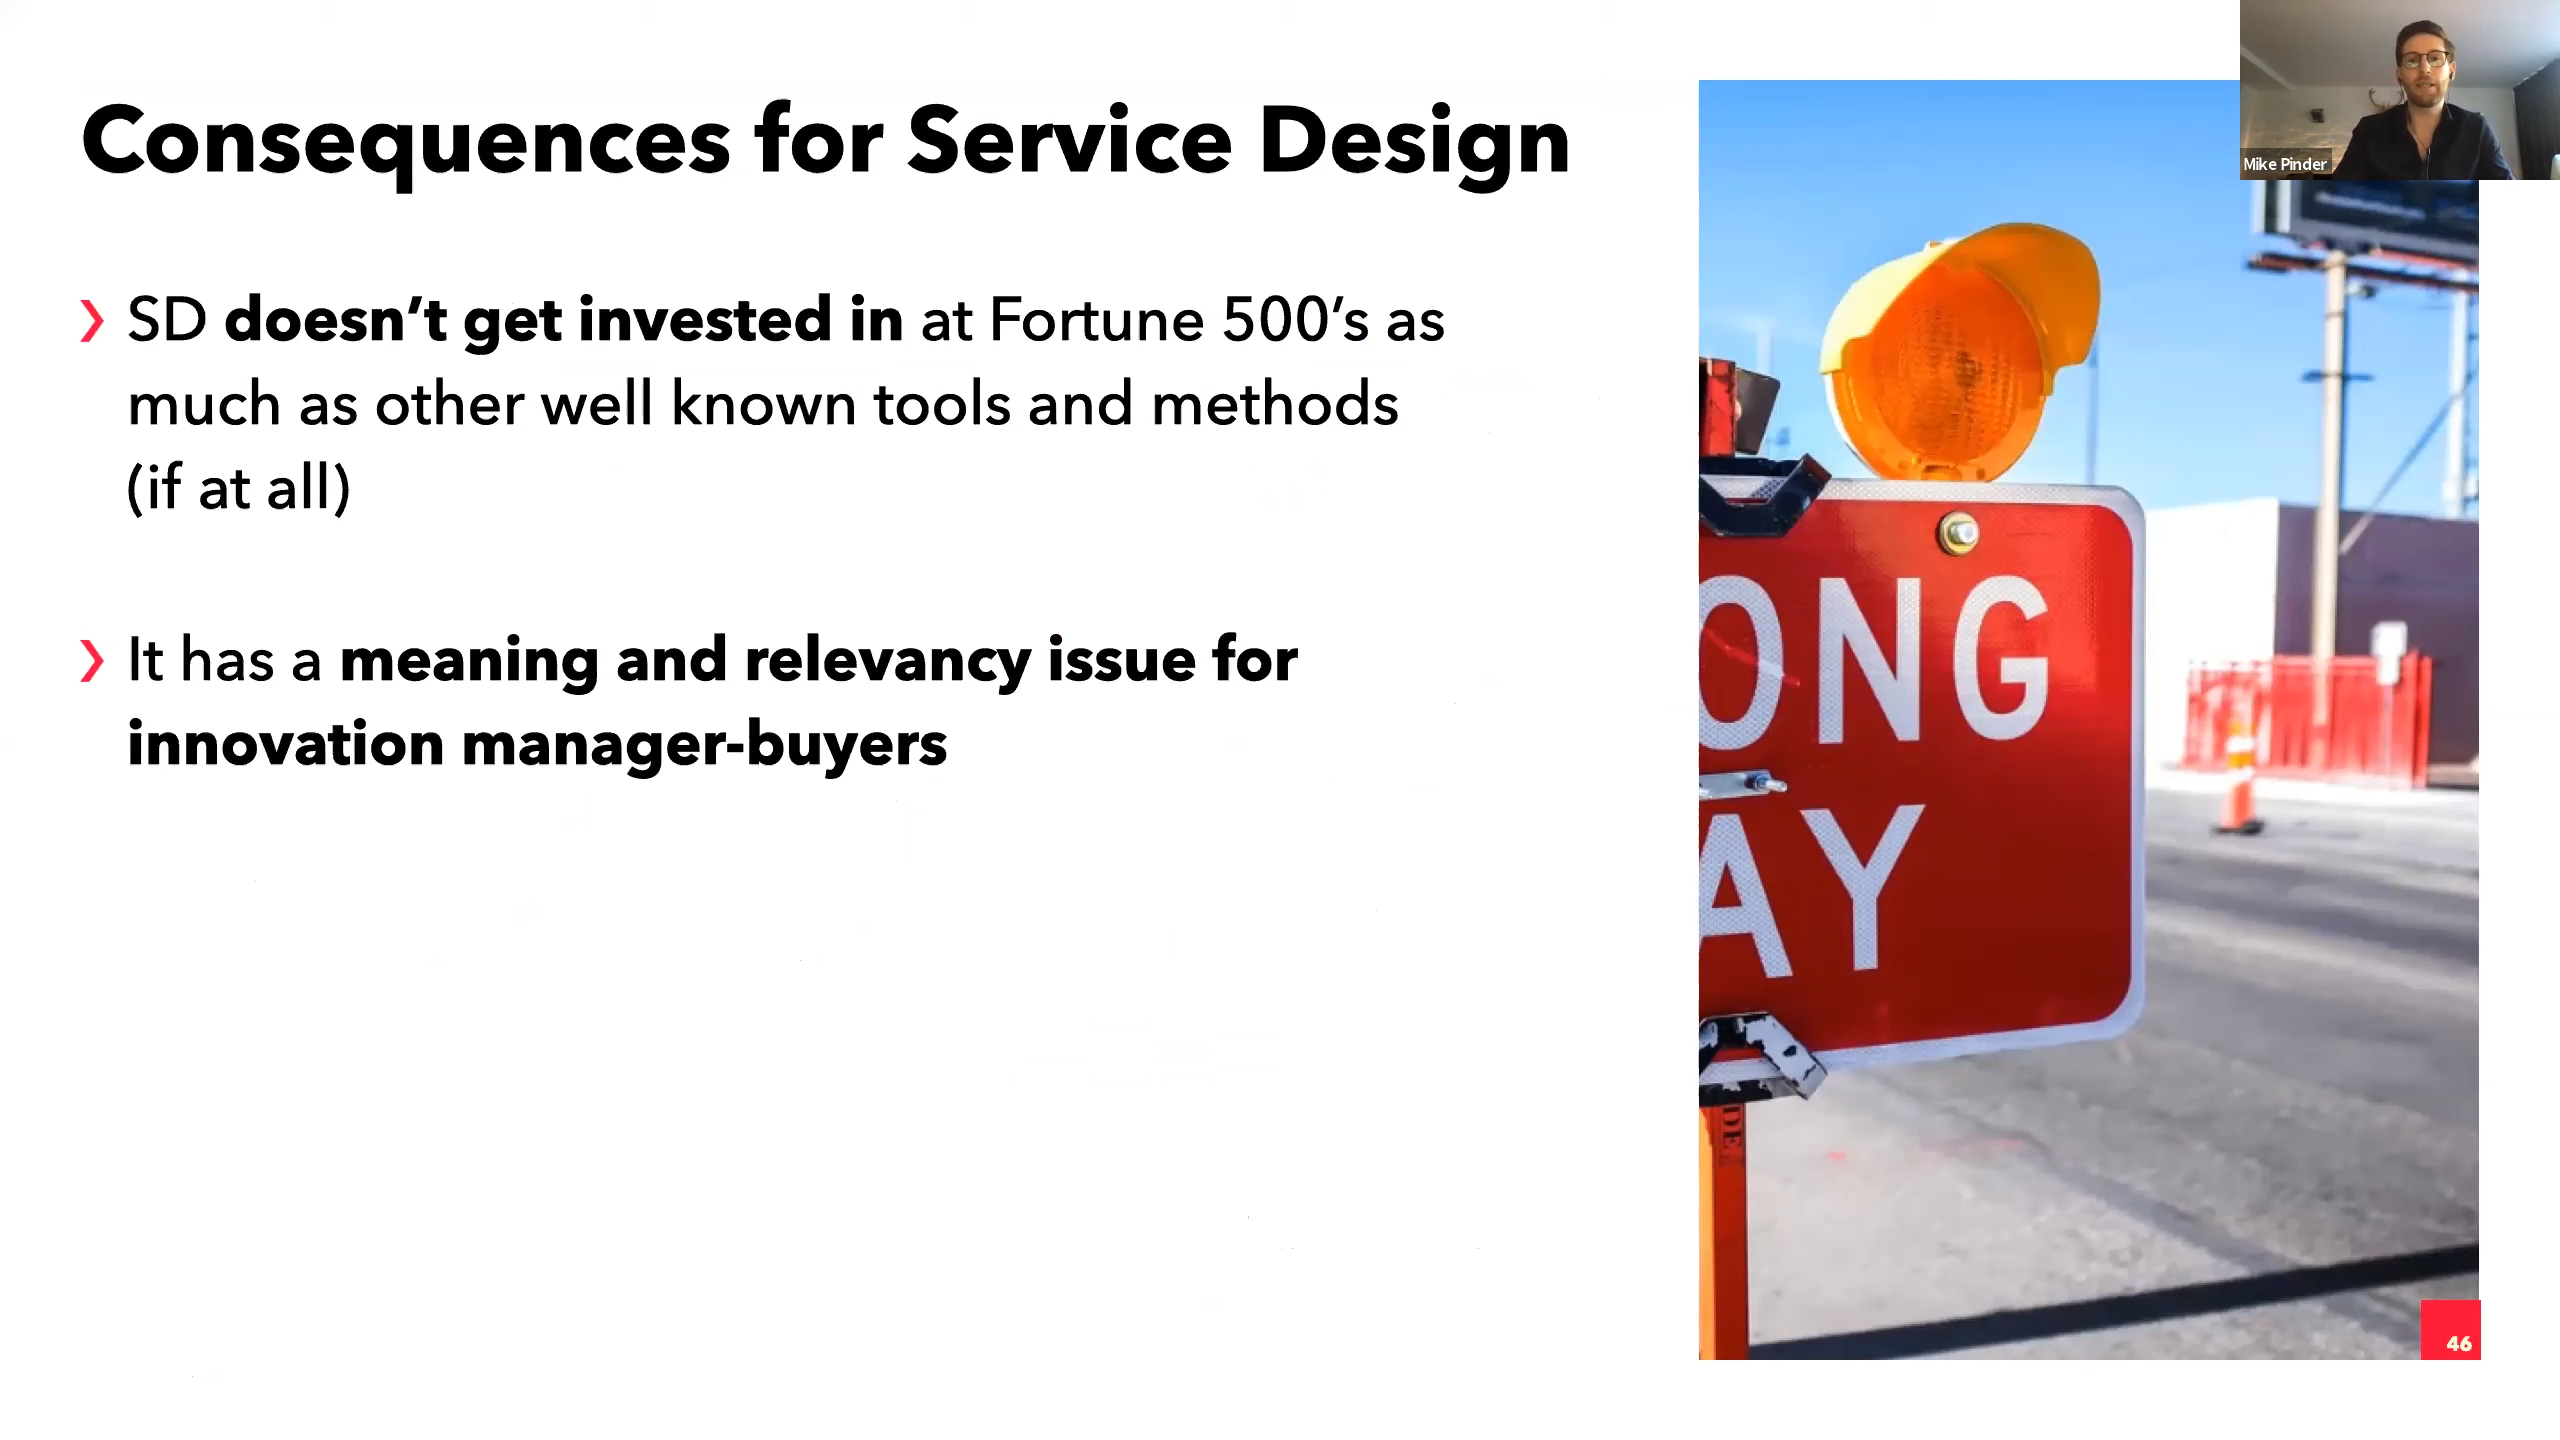 Consequences for Service Design
Mike Pinder
❯ SD doesn’t get invested in at Fortune 500’s as
much as other well known tools and methods
(if at all)
❯ It has a meaning and relevancy issue for
innovation manager-buyers
ONG
AY
DE
46